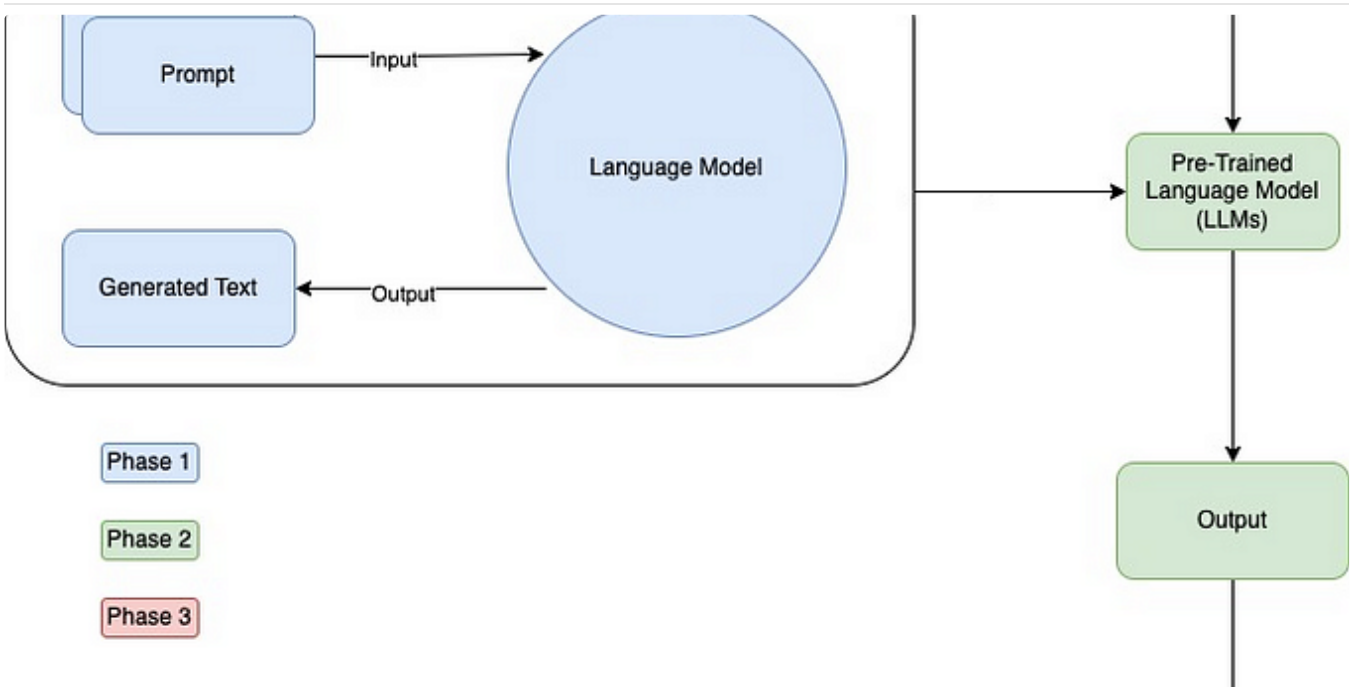 Prompt
Input
Language Model
Pre-Trained
Language Model
(LLMs)
Generated Text
Output
Phase 1
Phase 2
Output
Phase 3